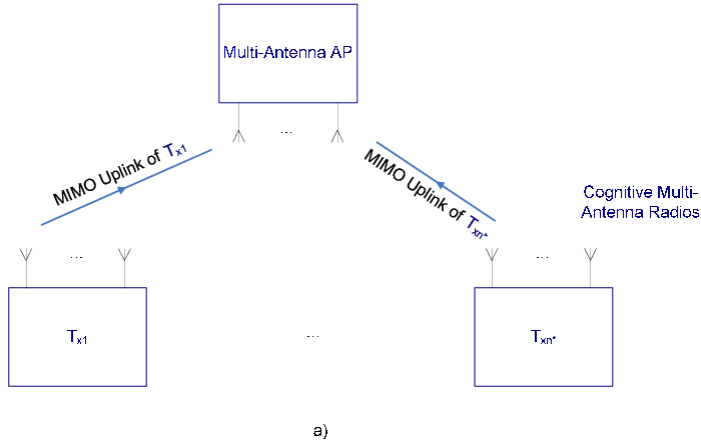 Multi-Antenna AP
...
MIMO Uplink of Tx1
MIMO Uplink of Txn*
Cognitive Multi-
Antenna Radios
...
...
Tx1
...
Txn*
a)